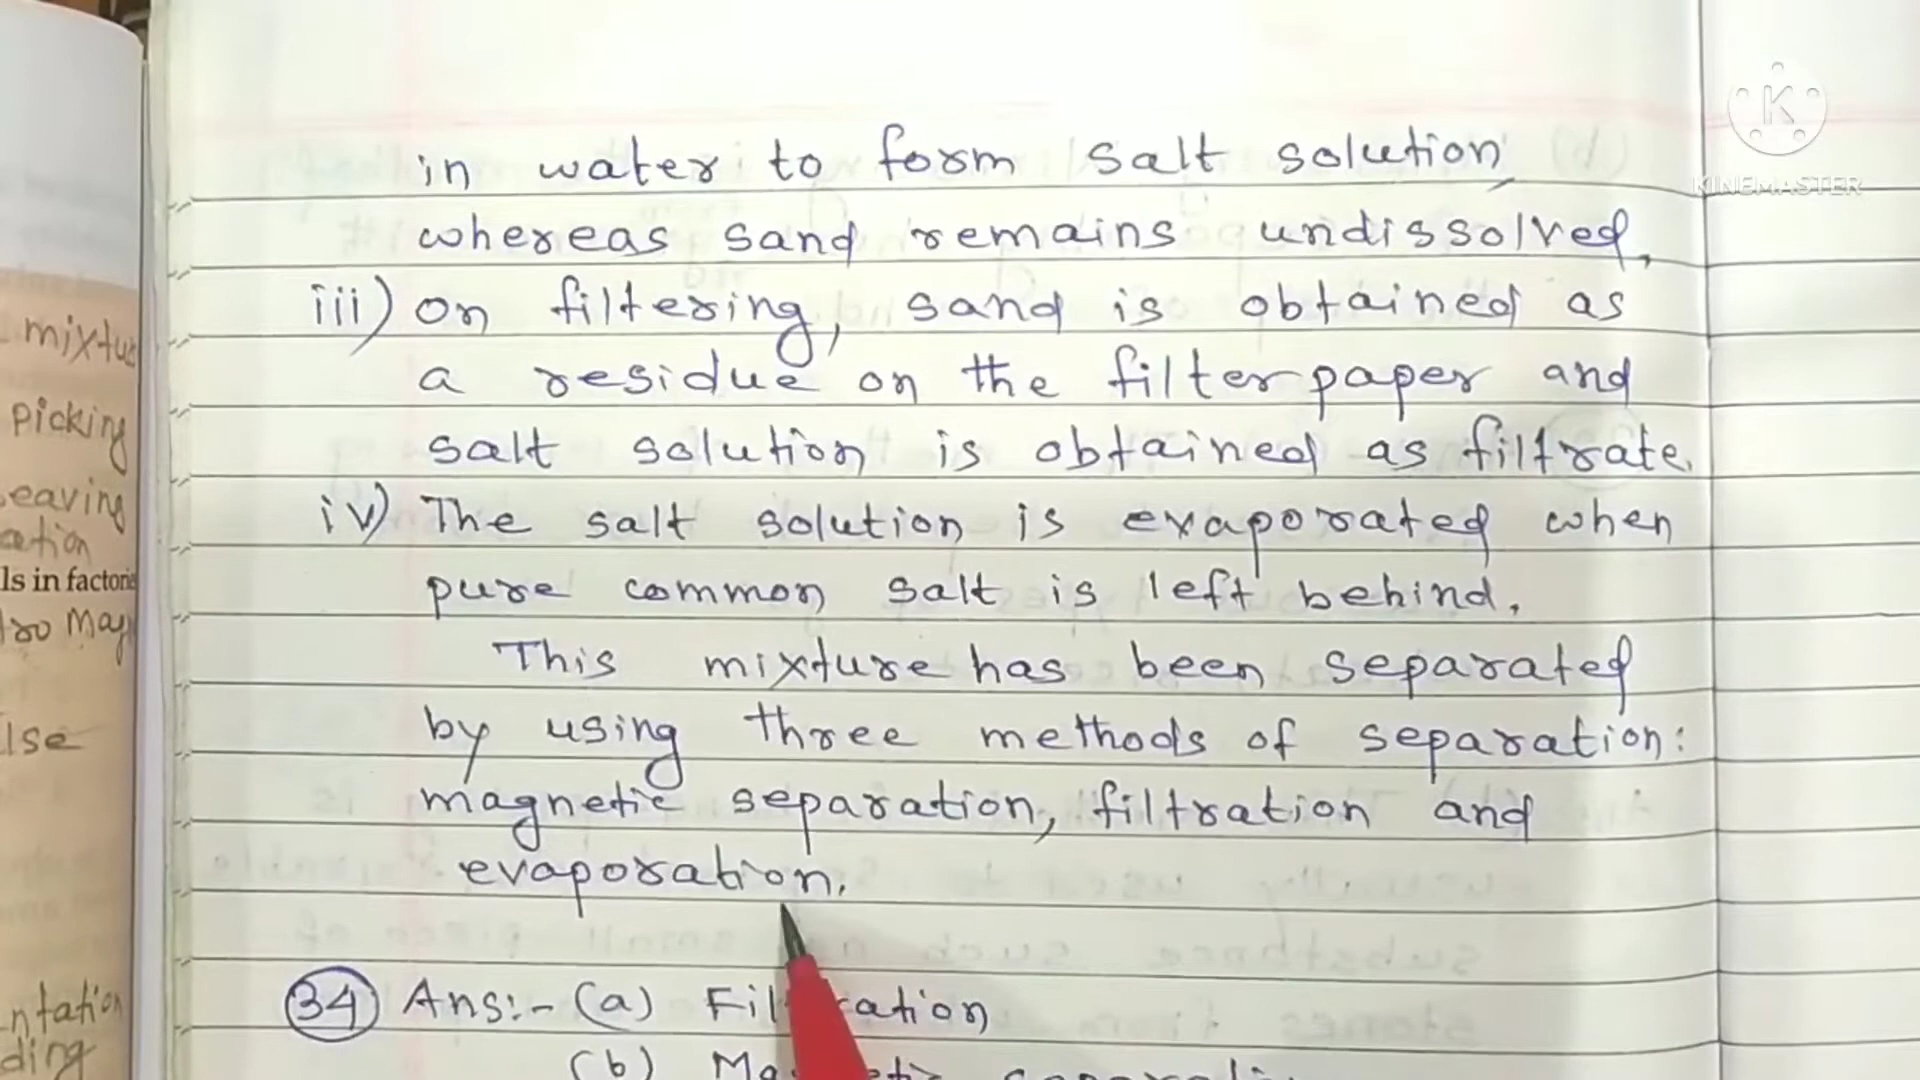 in water to form salt solution,
whereas sand remains undissolved.
iii) on filtering, sand is obtained as
a residue on the filter paper and
salt solution is obtained as filtrate.
iv) The salt solution is evaporated when
pure common salt is left behind.
This mixture has been separated
by using three methods of separation:
magnetic separation, filtration and
evaporation.
34 Ans:- (a) Filtration
(b)
picking
ls in
lse
KINEMASTER